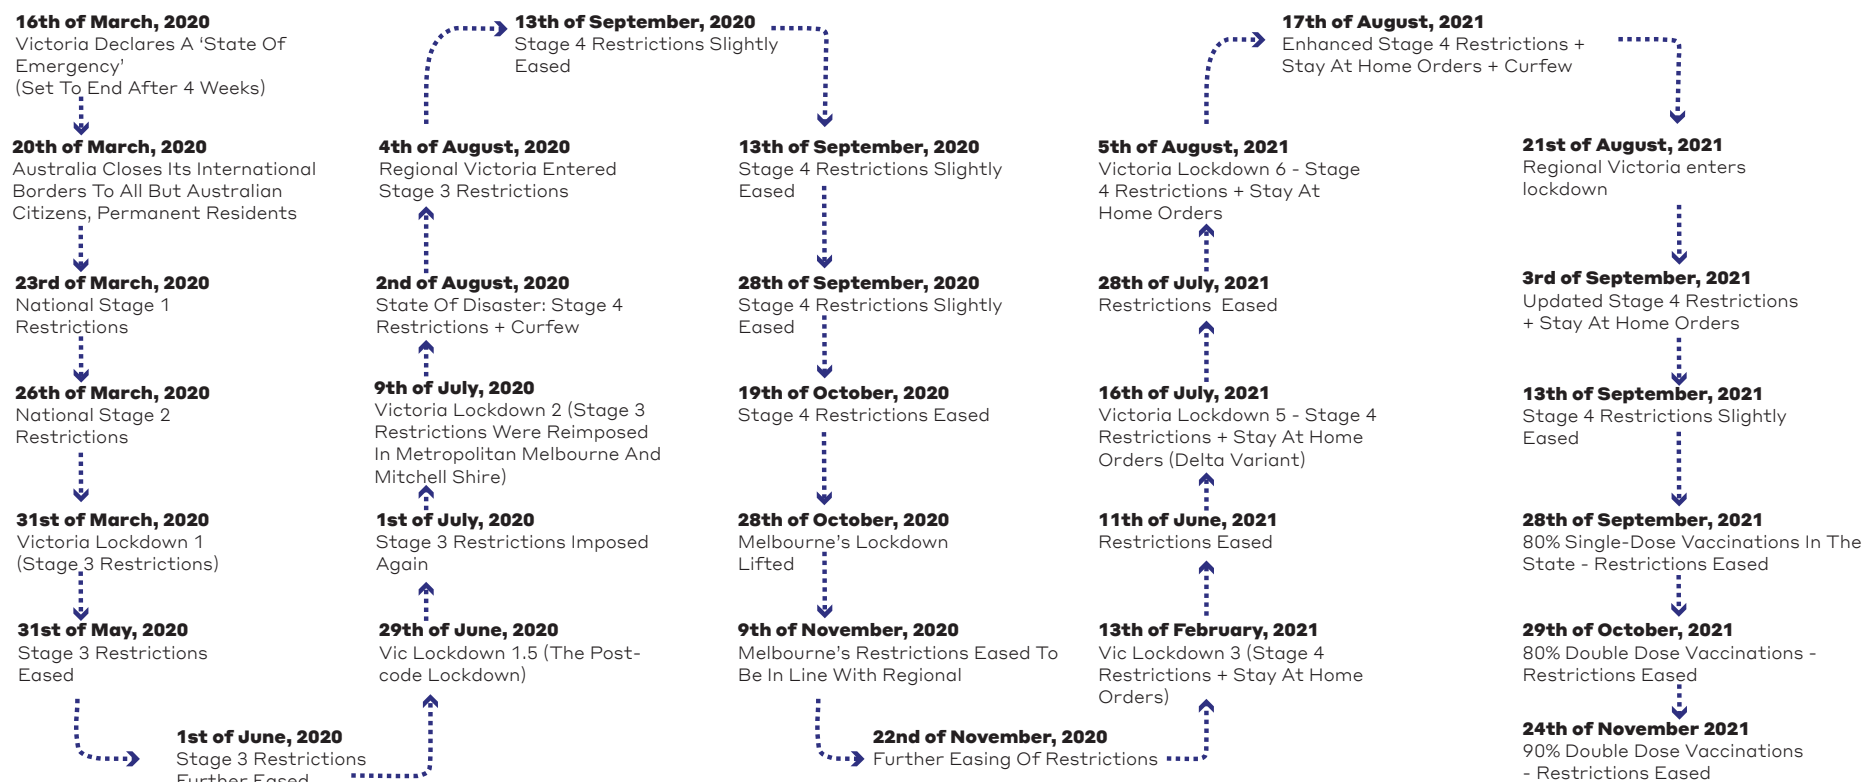 16th of March, 2020
Victoria Declares A ‘State Of
Emergency’
(Set To End After 4 Weeks)
20th of March, 2020
Australia Closes Its International
Borders To All But Australian
Citizens, Permanent Residents
23rd of March, 2020
National Stage 1
Restrictions
26th of March, 2020
National Stage 2
Restrictions
31st of March, 2020
Victoria Lockdown 1
(Stage 3 Restrictions)
31st of May, 2020
Stage 3 Restrictions
Eased
1st of June, 2020
Stage 3 Restrictions
Further Eased
29th of June, 2020
Vic Lockdown 1.5 (The Post-
code Lockdown)
1st of July, 2020
Stage 3 Restrictions Imposed
Again
9th of July, 2020
Victoria Lockdown 2 (Stage 3
Restrictions Were Reimposed
In Metropolitan Melbourne And
Mitchell Shire)
2nd of August, 2020
State Of Disaster: Stage 4
Restrictions + Curfew
4th of August, 2020
Regional Victoria Entered
Stage 3 Restrictions
13th of September, 2020
Stage 4 Restrictions Slightly
Eased
13th of September, 2020
Stage 4 Restrictions Slightly
Eased
28th of September, 2020
Stage 4 Restrictions Slightly
Eased
19th of October, 2020
Stage 4 Restrictions Eased
28th of October, 2020
Melbourne’s Lockdown
Lifted
9th of November, 2020
Melbourne’s Restrictions Eased To
Be In Line With Regional
22nd of November, 2020
Further Easing Of Restrictions
13th of February, 2021
Vic Lockdown 3 (Stage 4
Restrictions + Stay At Home
Orders)
11th of June, 2021
Restrictions Eased
16th of July, 2021
Victoria Lockdown 5 - Stage 4
Restrictions + Stay At Home
Orders (Delta Variant)
28th of July, 2021
Restrictions Eased
5th of August, 2021
Victoria Lockdown 6 - Stage
4 Restrictions + Stay At
Home Orders
17th of August, 2021
Enhanced Stage 4 Restrictions +
Stay At Home Orders + Curfew
21st of August, 2021
Regional Victoria enters
lockdown
3rd of September, 2021
Updated Stage 4 Restrictions
+ Stay At Home Orders
13th of September, 2021
Stage 4 Restrictions Slightly
Eased
28th of September, 2021
80% Single-Dose Vaccinations In The
State - Restrictions Eased
29th of October, 2021
80% Double Dose Vaccinations -
Restrictions Eased
24th of November 2021
90% Double Dose Vaccinations
- Restrictions Eased